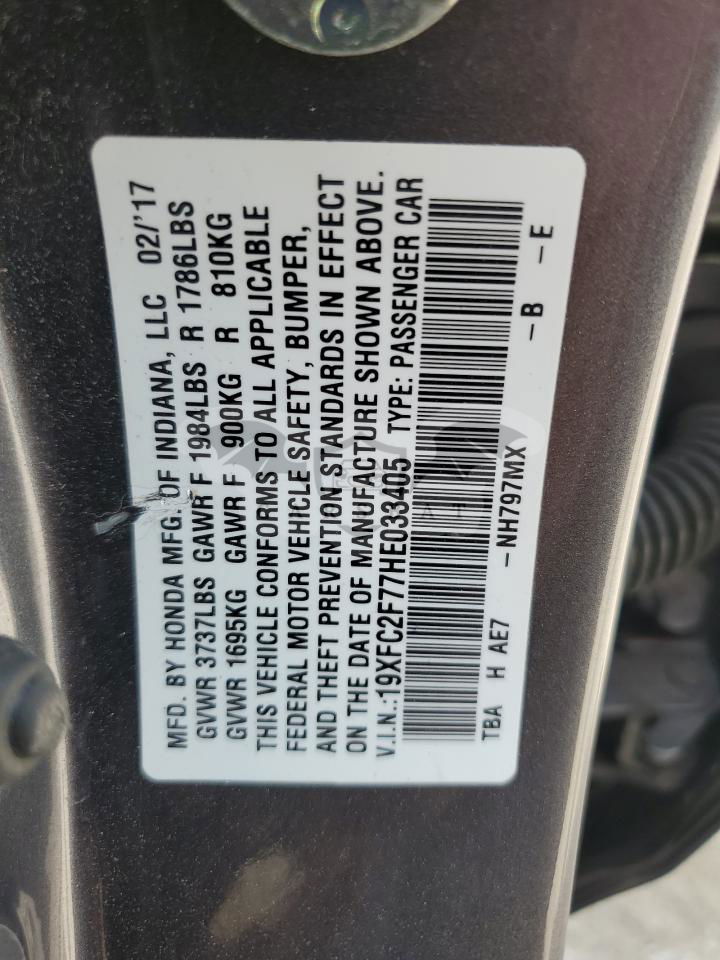 MFD. BY HONDA MFG. OF INDIANA, LLC 02/'17
GVWR 3737LBS GAWR F 1984LBS R 1786LBS
GVWR 1695KG GAWR F 900KG R 810KG
THIS VEHICLE CONFORMS TO ALL APPLICABLE
FEDERAL MOTOR VEHICLE SAFETY, BUMPER,
AND THEFT PREVENTION STANDARDS IN EFFECT
ON THE DATE OF MANUFACTURE SHOWN ABOVE.
V.I.N.:19XFC2F77HE033405 TYPE: PASSENGER CAR
TBA H AE7 -NH797MX -B -E